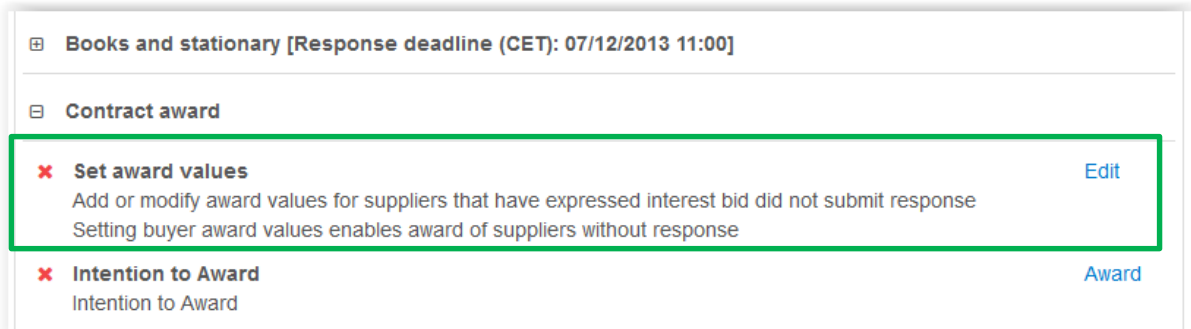 Books and stationary [Response deadline (CET): 07/12/2013 11:00]
Contract award
Set award values Edit
Add or modify award values for suppliers that have expressed interest bid did not submit response
Setting buyer award values enables award of suppliers without response
Intention to Award Award
Intention to Award